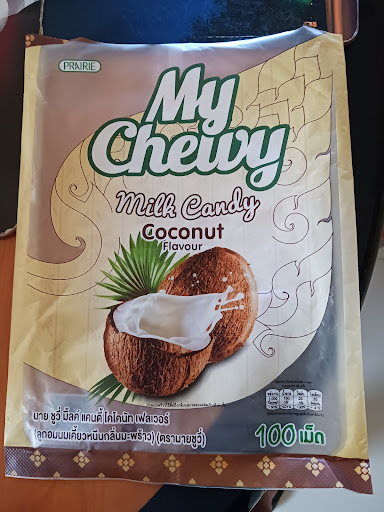 PRAIRIE
My
Chewy
Milk Candy
Coconut
Flavour
มาย ชูวี่ มิ้ลค์ แคนดี้ โคโคนัท เฟลเวอร์
(ลูกอมนมเคี้ยวหนึบกลิ่นมะพร้าว) (ตรามายชูวี่)
100 เม็ด